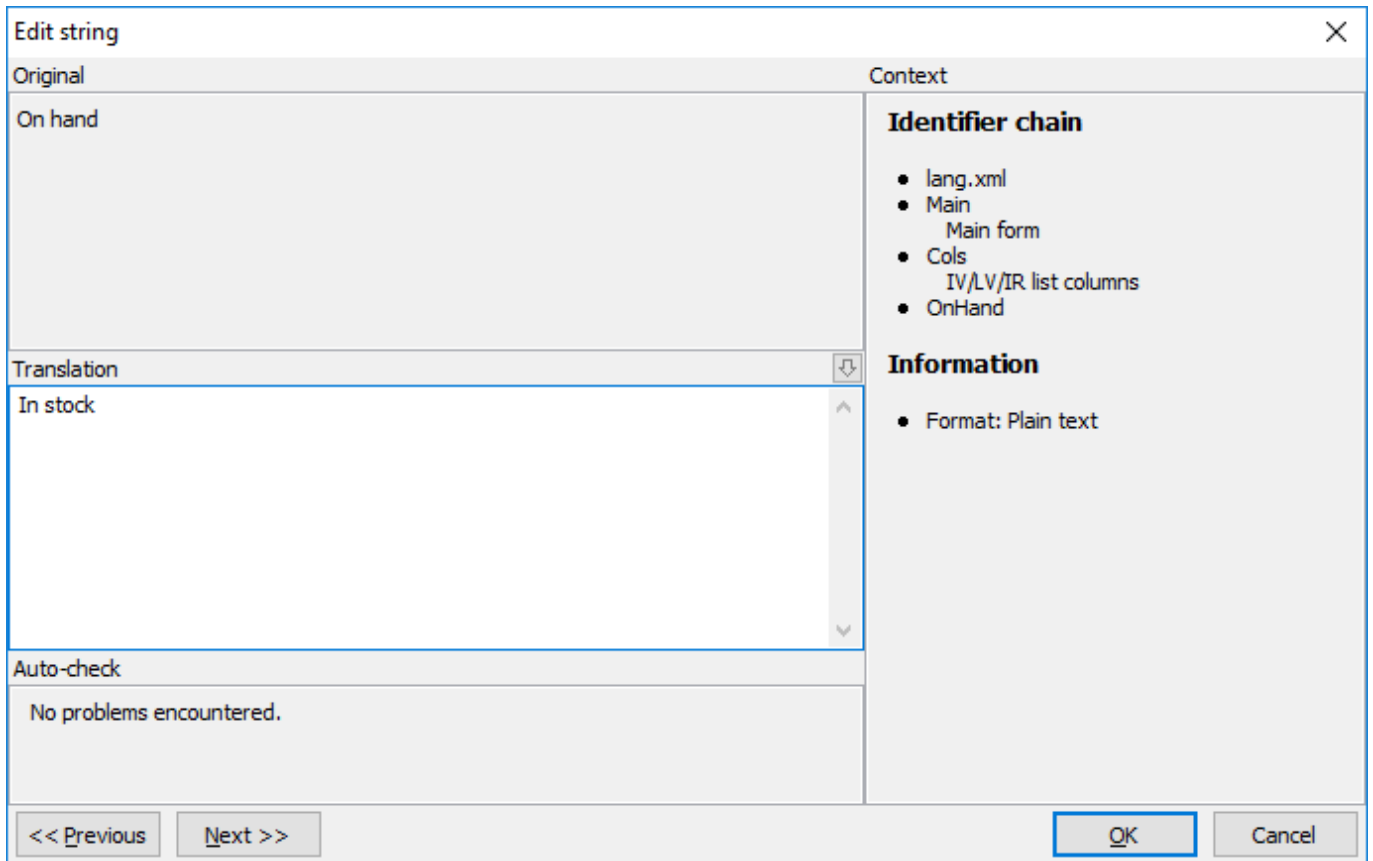 Edit string
Original
On hand
Translation
In stock
Auto-check
No problems encountered.
Context
Identifier chain
lang.xml
Main
Main form
Cols
IV/LV/IR list columns
OnHand
Information
Format: Plain text
<< Previous
Next >>
OK
Cancel